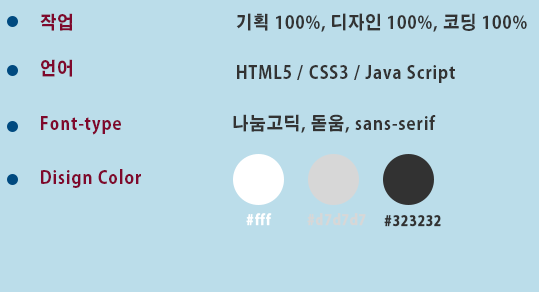 작업 기획 100%, 디자인 100%, 코딩 100%
언어 HTML5 / CSS3 / Java Script
Font-type 나눔고딕, 돋움, sans-serif
Disign Color
#fff #323232